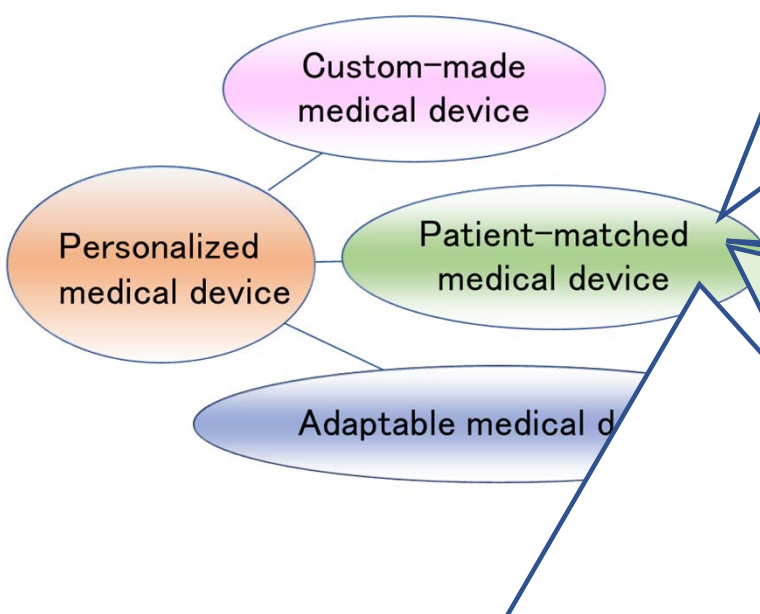 Custom-made
medical device
Personalized
medical device
Patient-matched
medical device
Adaptable medical d